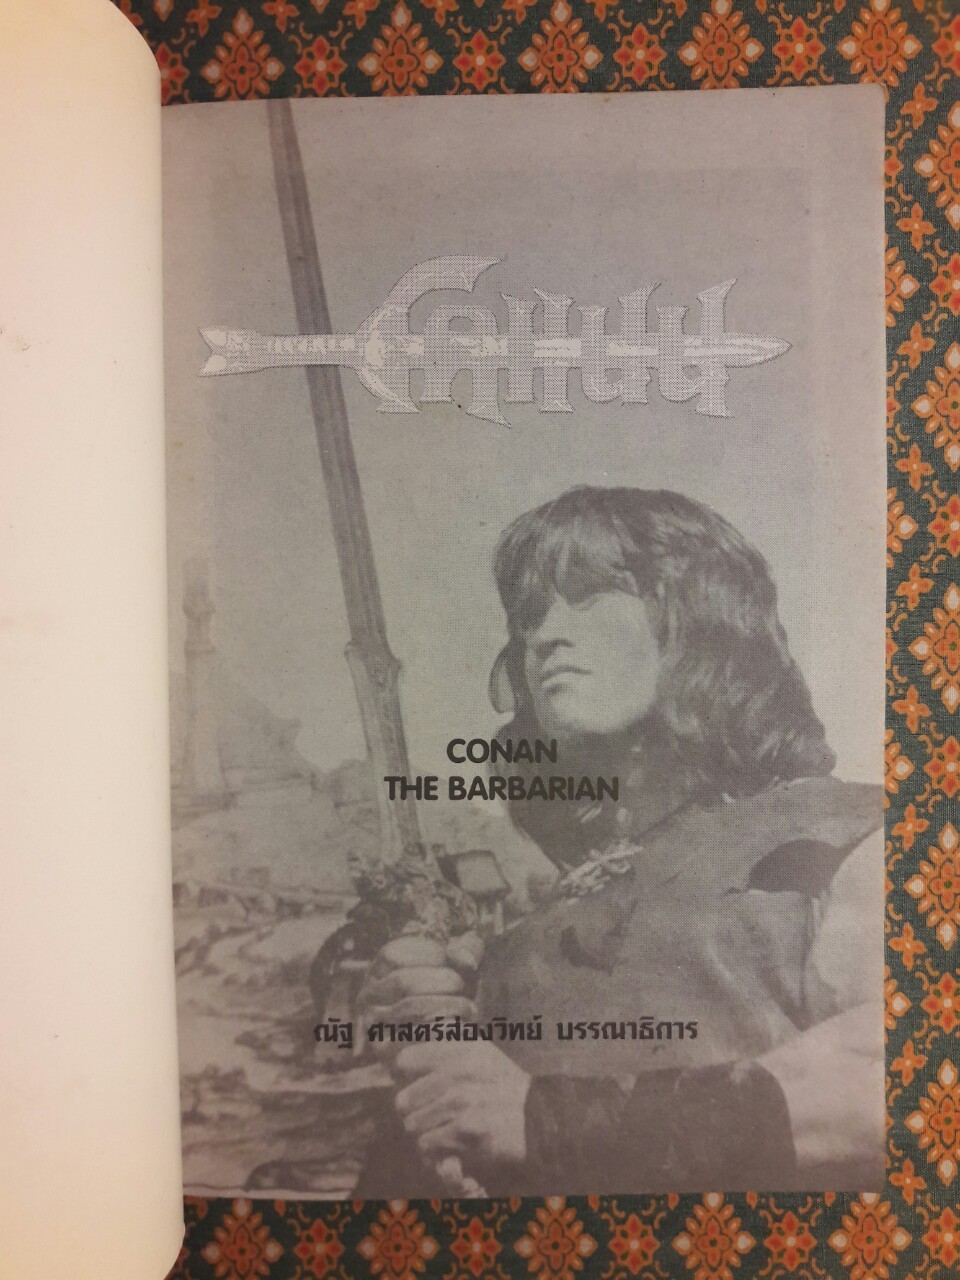 โคแนน
CONAN
THE BARBARIAN
ณัฐ ศาสตร์ส่องวิทย์ บรรณาธิการ